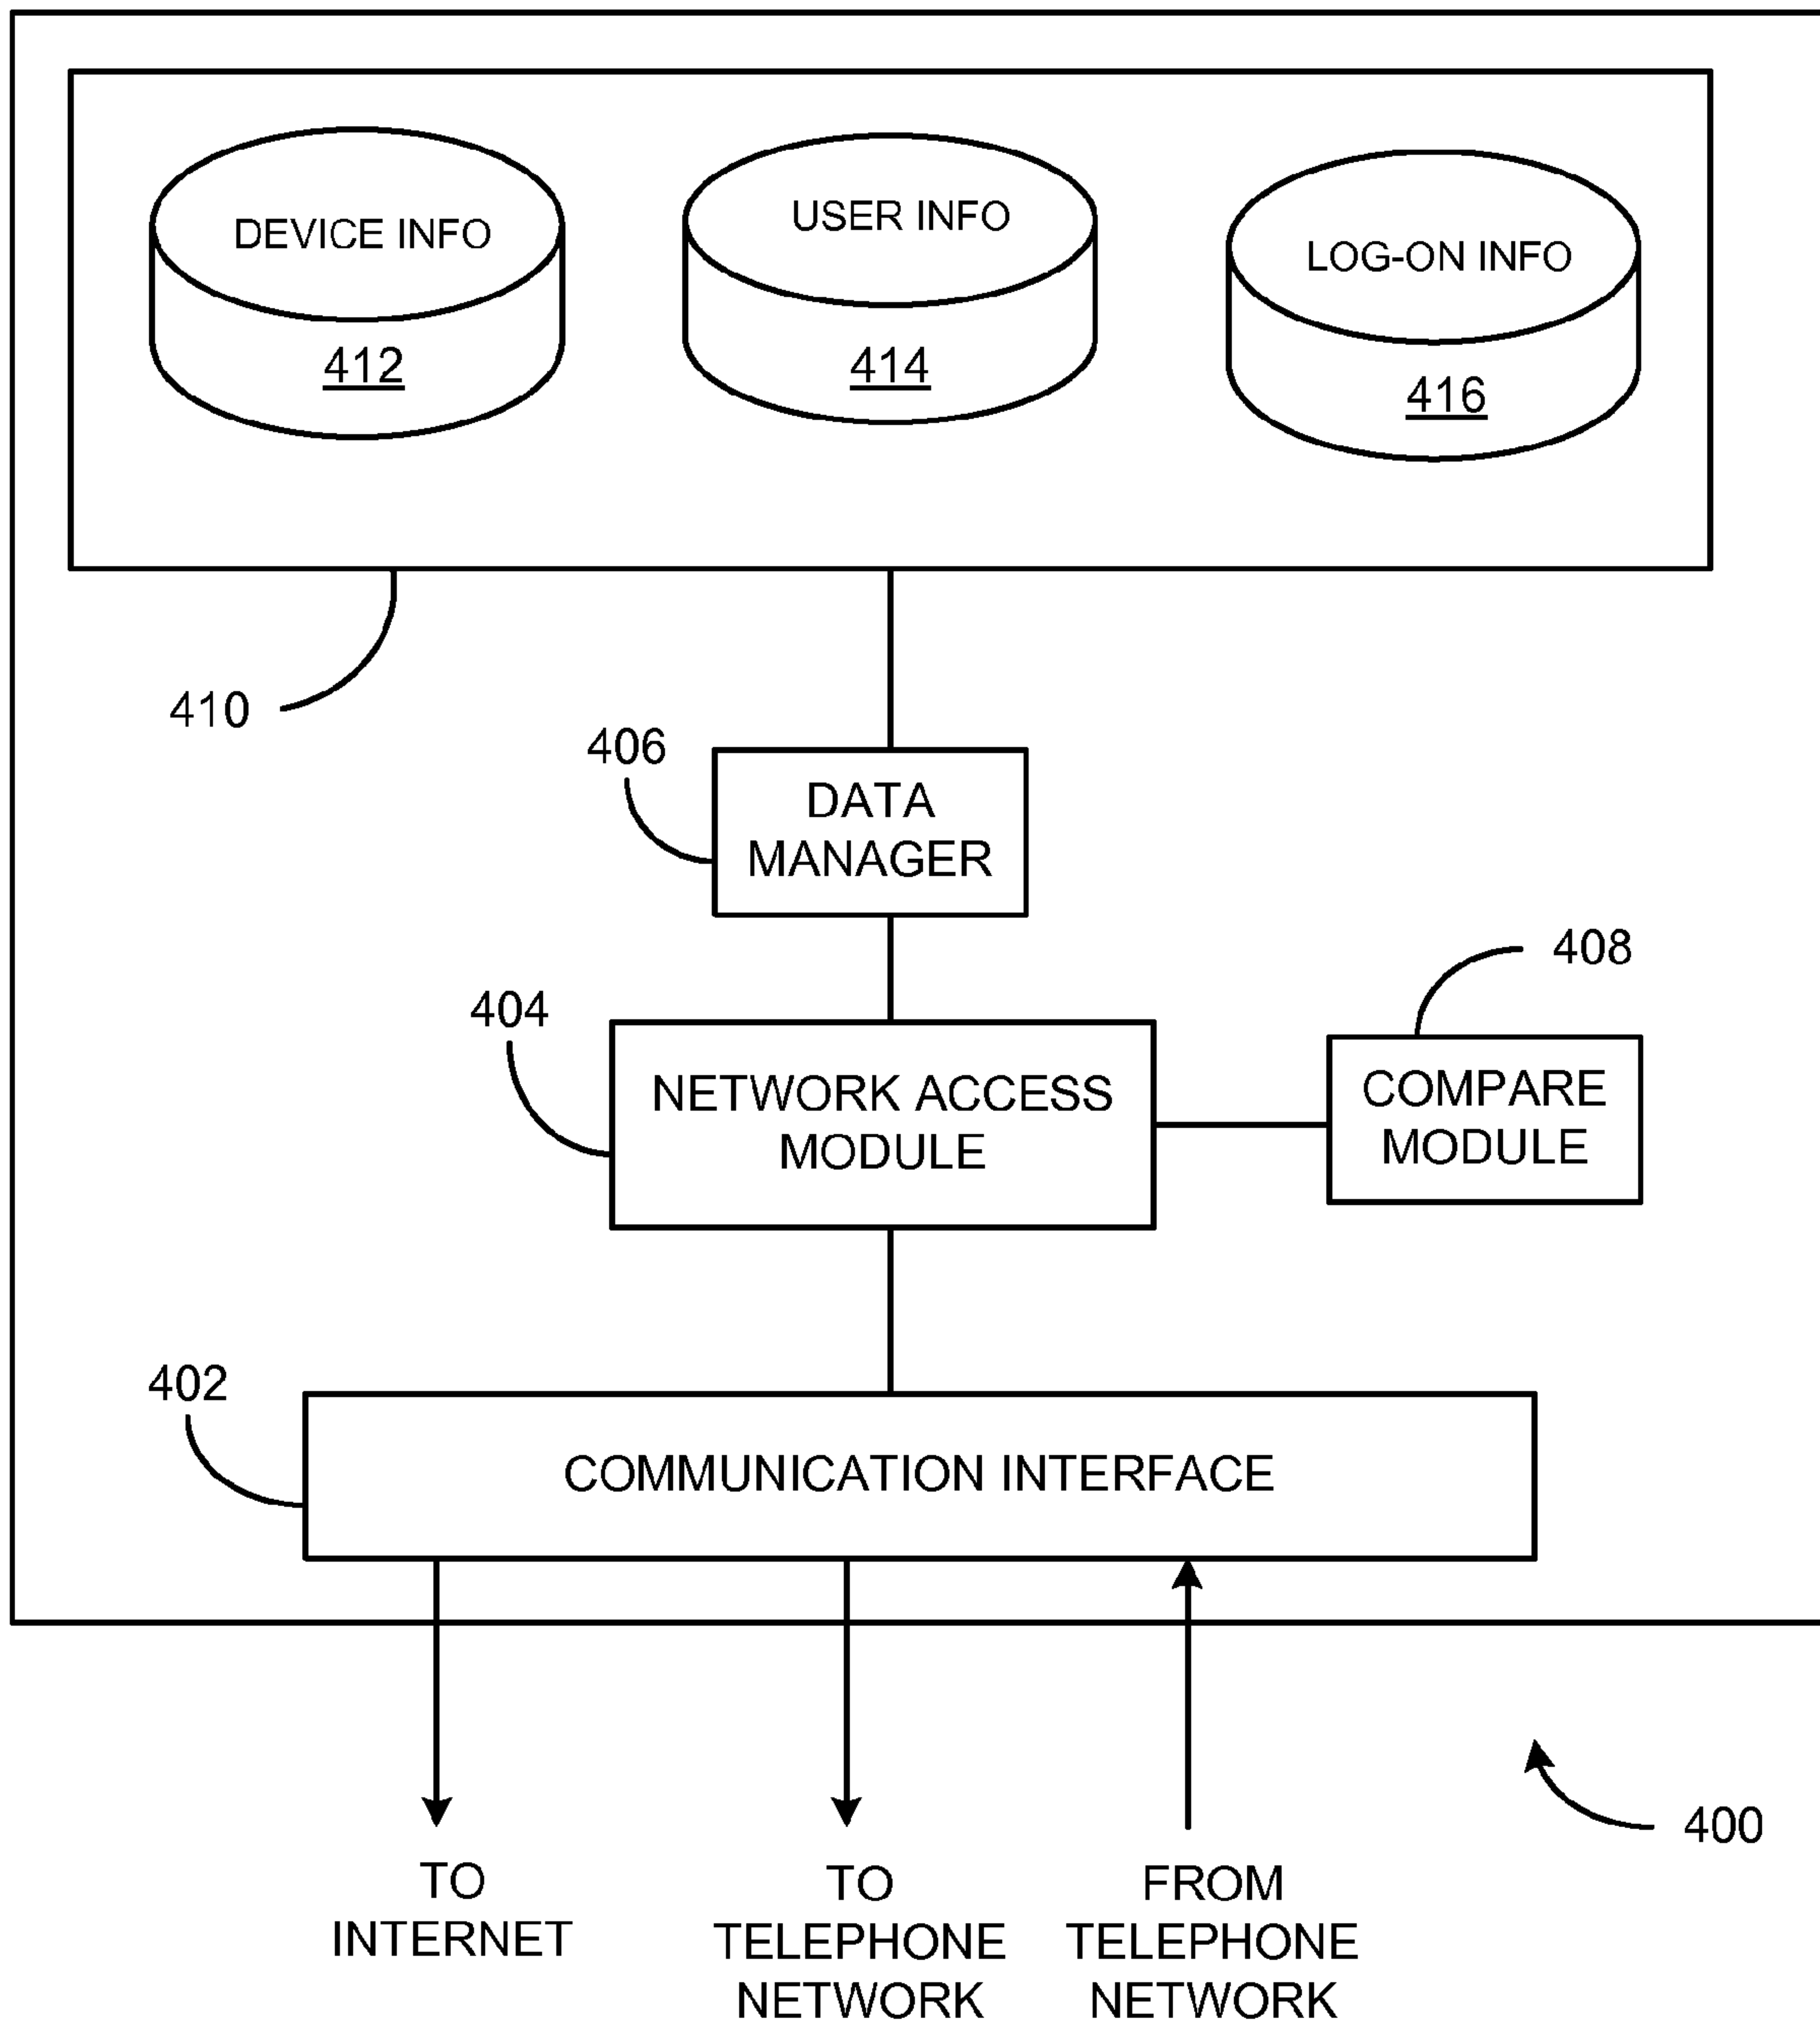 DEVICE INFO
412
USER INFO
414
LOG-ON INFO
416
410
406
DATA
MANAGER
408
404
NETWORK ACCESS
MODULE
COMPARE
MODULE
402
COMMUNICATION INTERFACE
400
TO
INTERNET
TO
TELEPHONE
NETWORK
FROM
TELEPHONE
NETWORK